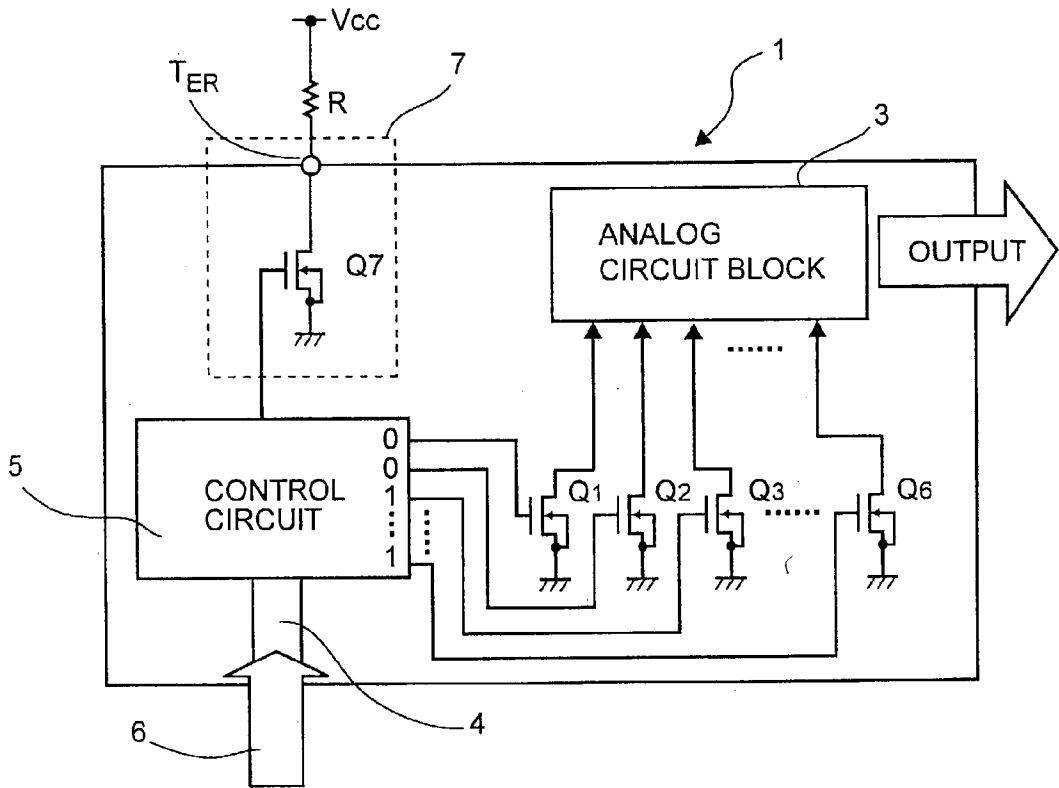 Vcc
TER
R
7
1
3
Q7
ANALOG
CIRCUIT BLOCK
OUTPUT
5
CONTROL
CIRCUIT
0
0
1
1
Q1
Q2
Q3
Q6
4
6